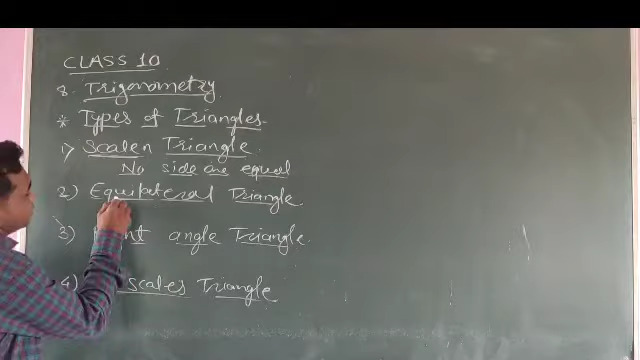 CLASS 10
8. Trigonometry
* Types of Triangles
1) Scalen Triangle
No side are equal
2) Equilateral Triangle
3) angle Triangle.
4) Triangle